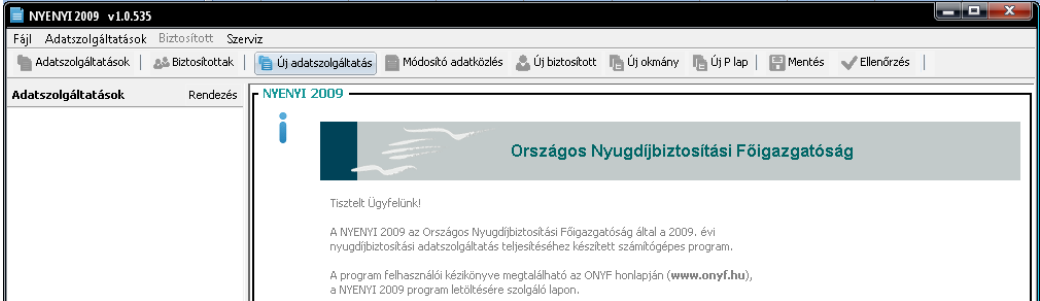 NYENYI 2009 v1.0.535
Fájl Adatszolgáltatások Biztosított Szerviz
Adatszolgáltatások Biztosítottak Új adatszolgáltatás Módosító adatközlés Új biztosított Új okmány Új P lap Mentés Ellenőrzés
Adatszolgáltatások Rendezés
NYENYI 2009
Országos Nyugdíjbiztosítási Főigazgatóság
Tisztelt Ügyfelünk!
A NYENYI 2009 az Országos Nyugdíjbiztosítási Főigazgatóság által a 2009. évi
nyugdíjbiztosítási adatszolgáltatás teljesítéséhez készített számítógépes program.
A program felhasználói kézikönyve megtalálható az ONYF honlapján (www.onyf.hu),
a NYENYI 2009 program letöltésére szolgáló lapon.